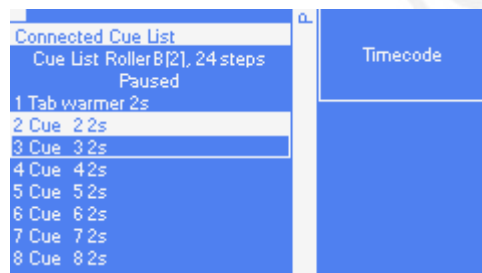 Connected Cue List
Cue List RollerB[2], 24 steps
Paused
1 Tab warmer 2s
2 Cue 2 2s
3 Cue 3 2s
4 Cue 4 2s
5 Cue 5 2s
6 Cue 6 2s
7 Cue 7 2s
8 Cue 8 2s
Timecode